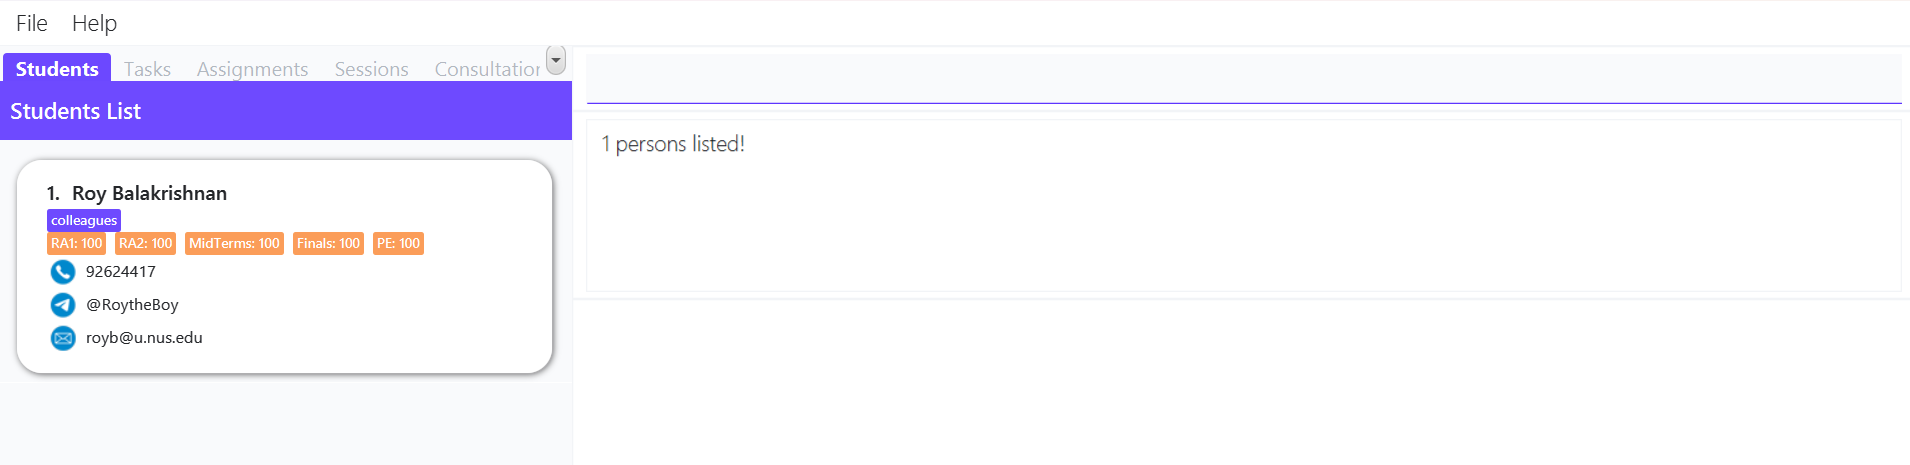 File Help
Students Tasks Assignments Sessions Consultation
Students List
1. Roy Balakrishnan
colleagues
RA1: 100 RA2: 100 MidTerms: 100 Finals: 100 PE: 100
92624417
@RoytheBoy
royb@u.nus.edu
1 persons listed!